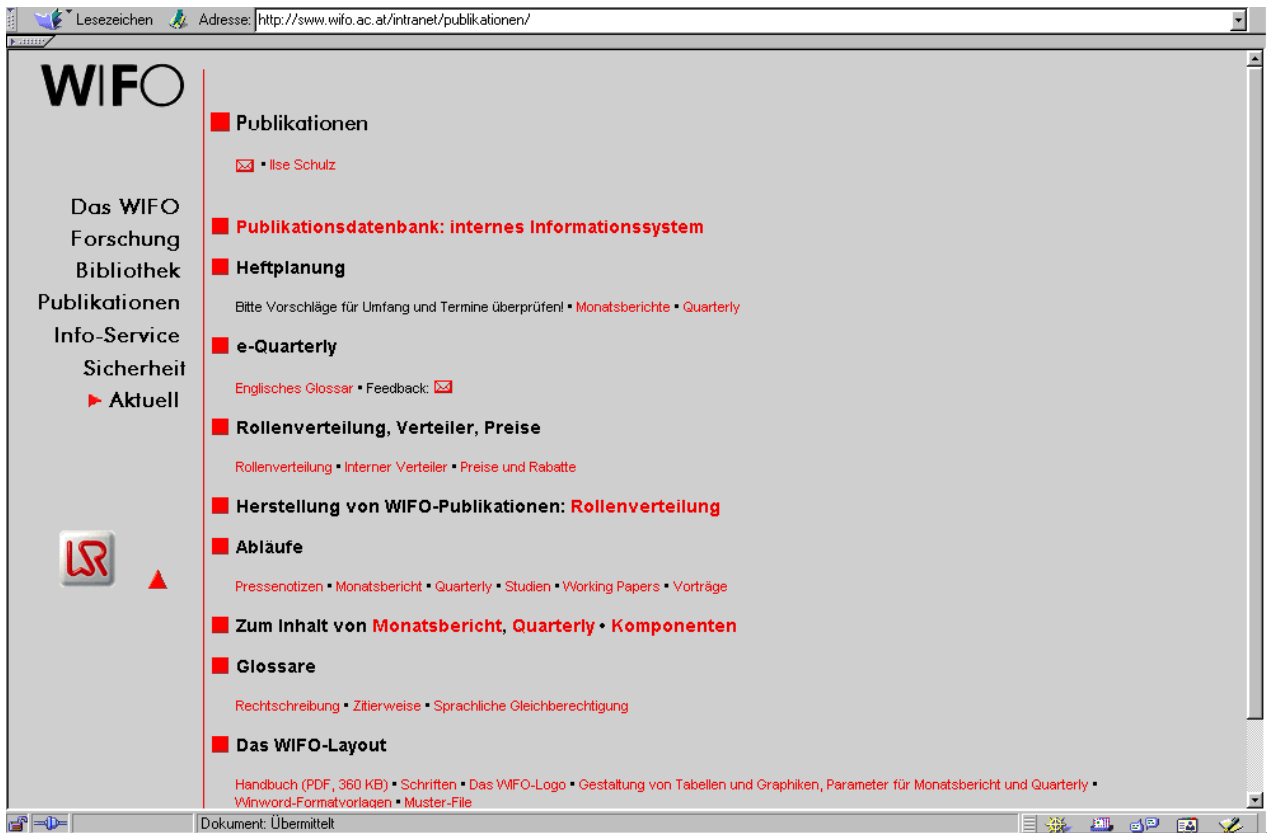 Lesezeichen Adresse: http://sww.wifo.ac.at/intranet/publikationen/
WIFO
Das WIFO
Forschung
Bibliothek
Publikationen
Info-Service
Sicherheit
Aktuell
WSR
Publikationen
▪ Ilse Schulz
Publikationsdatenbank: internes Informationssystem
Heftplanung
Bitte Vorschläge für Umfang und Termine überprüfen! ▪ Monatsberichte ▪ Quarterly
e-Quarterly
Englisches Glossar ▪ Feedback:
Rollenverteilung, Verteiler, Preise
Rollenverteilung ▪ Interner Verteiler ▪ Preise und Rabatte
Herstellung von WIFO-Publikationen: Rollenverteilung
Abläufe
Pressenotizen ▪ Monatsbericht ▪ Quarterly ▪ Studien ▪ Working Papers ▪ Vorträge
Zum Inhalt von Monatsbericht, Quarterly • Komponenten
Glossare
Rechtschreibung ▪ Zitierweise ▪ Sprachliche Gleichberechtigung
Das WIFO-Layout
Handbuch (PDF, 360 KB) ▪ Schriften ▪ Das WIFO-Logo ▪ Gestaltung von Tabellen und Graphiken, Parameter für Monatsbericht und Quarterly ▪
Winword-Formatvorlagen ▪ Muster-File
Dokument: Übermittelt